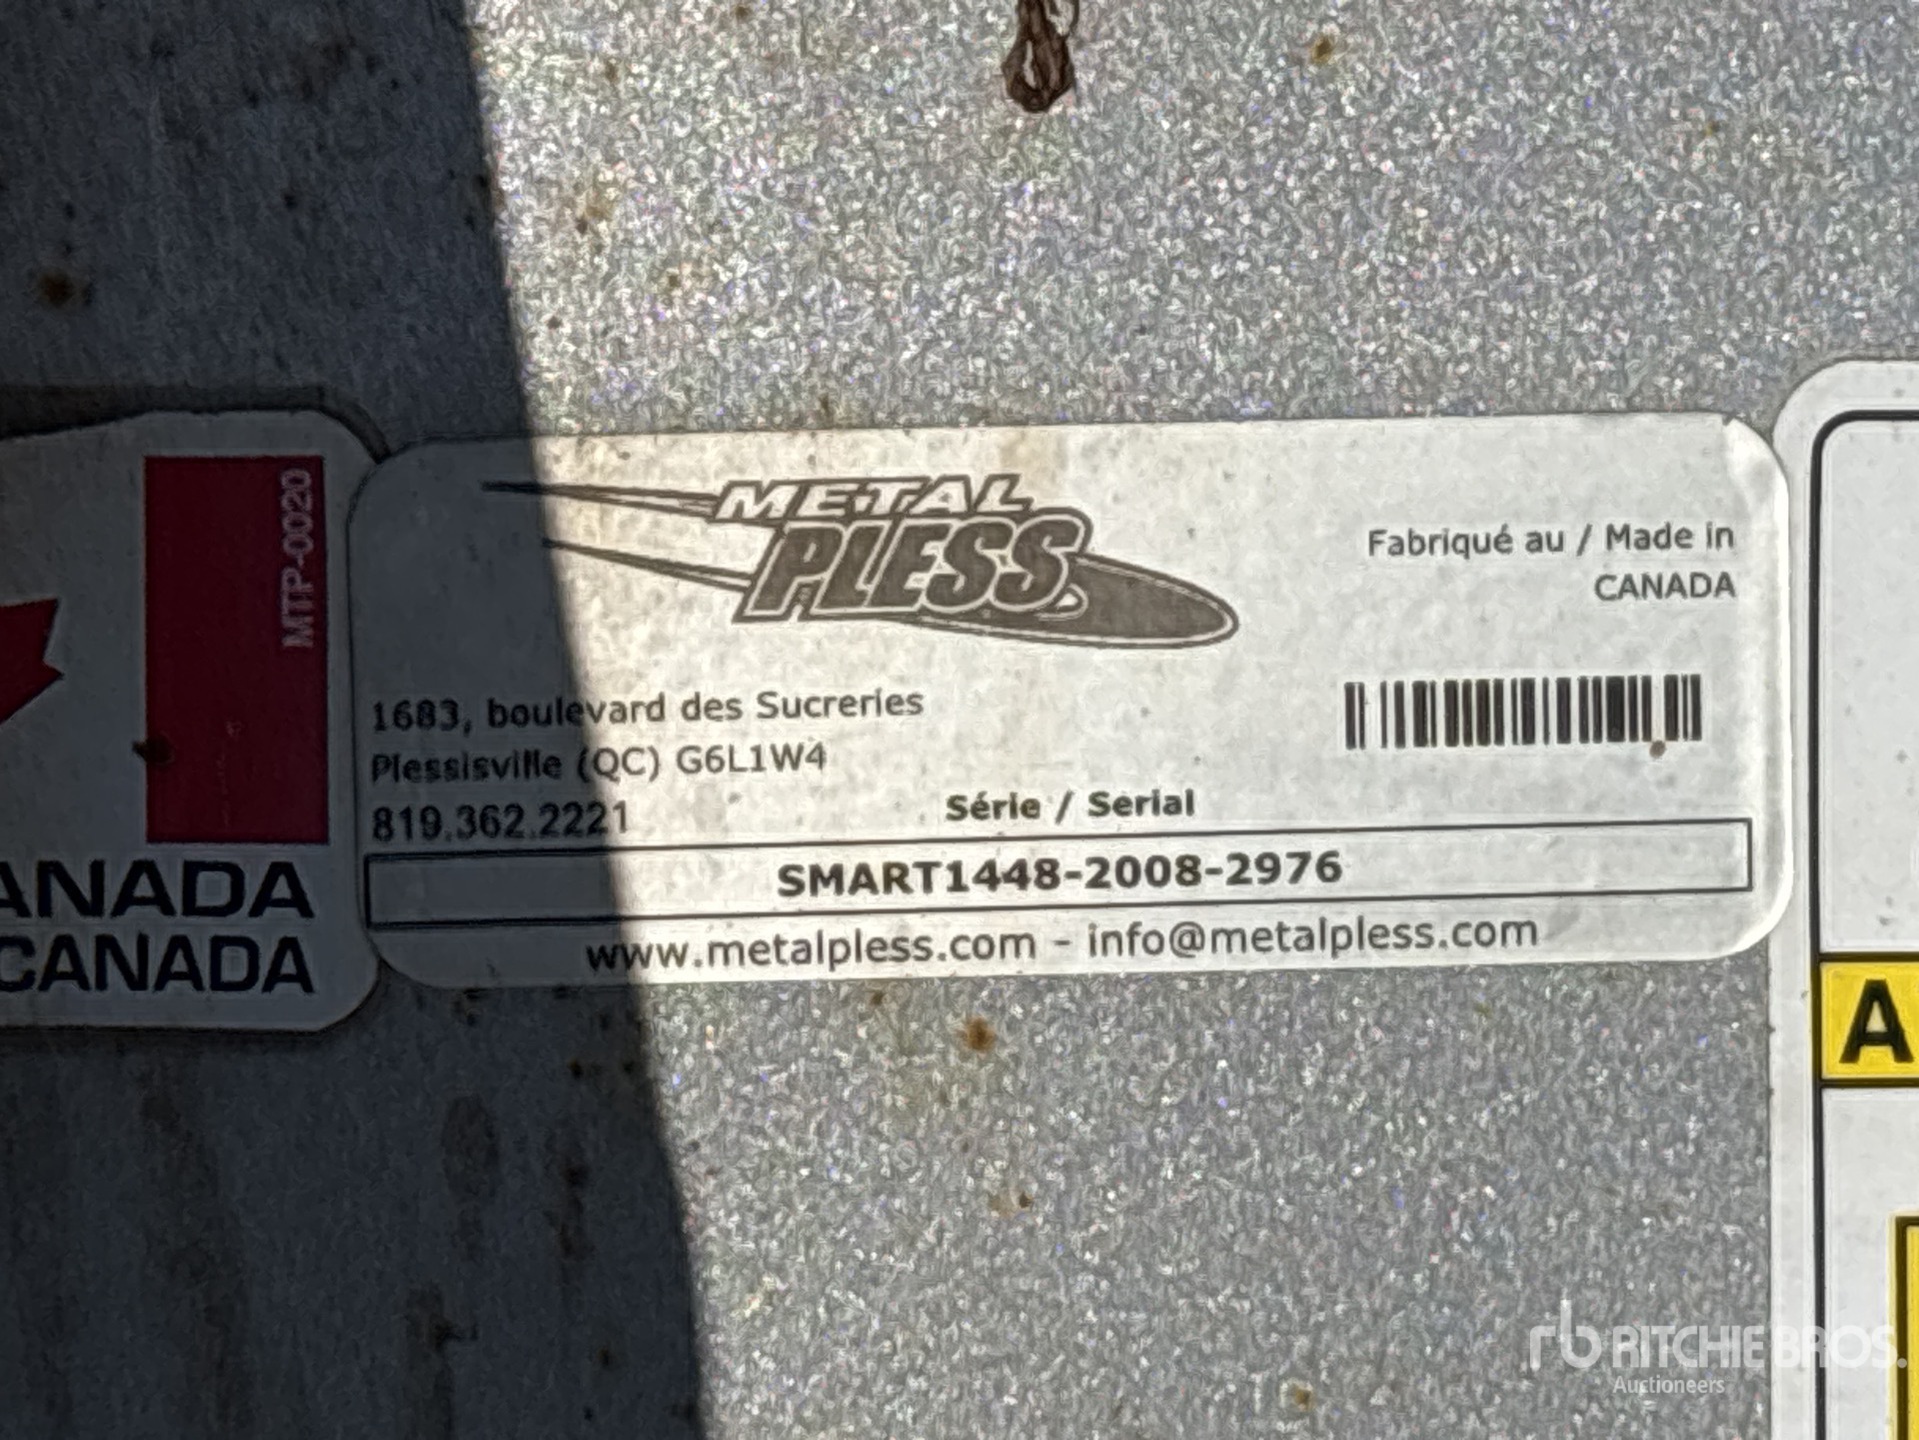 MTP-0020
ANADA
CANADA
METAL
PLESS
Fabriqué au / Made in
CANADA
1683, boulevard des Sucreries
Plessisville (QC) G6L1W4
819.362.2221
Série / Serial
SMART1448-2008-2976
www.metalpless.com - info@metalpless.com
A
rb RITCHIE BROS.
Auctioneers